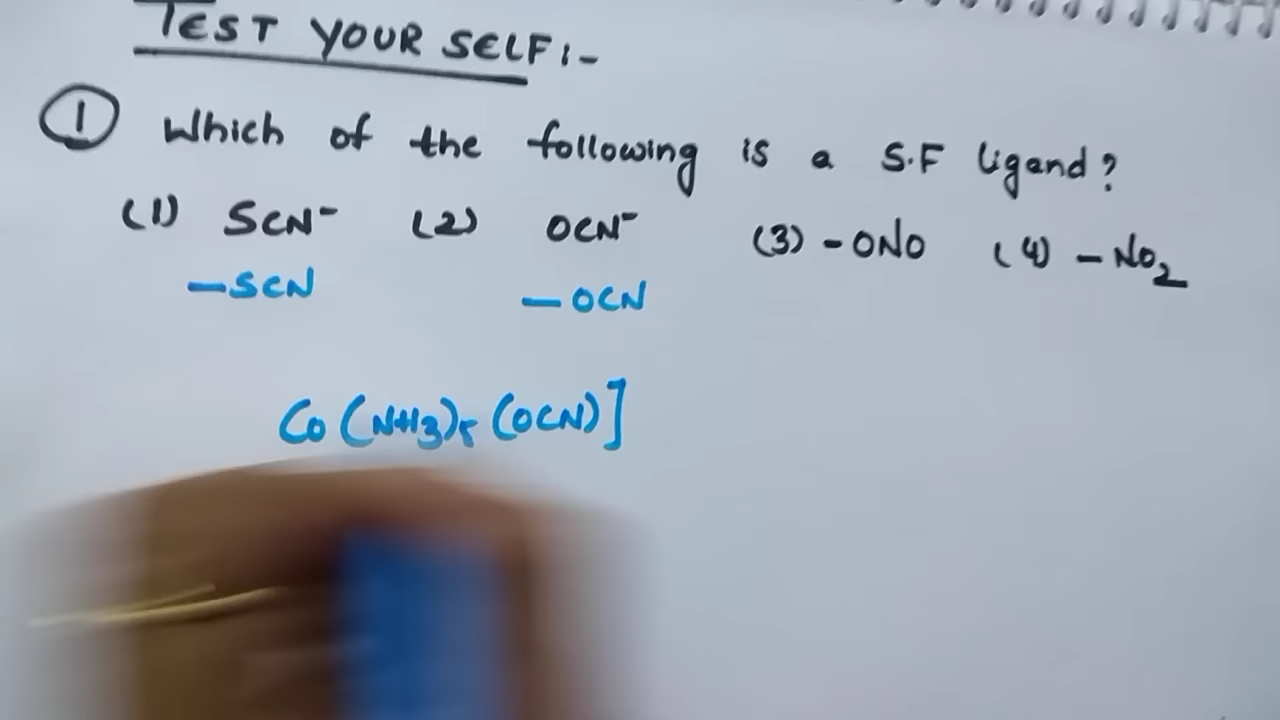 TEST YOUR SELF:-
① Which of the following is a S.F ligand?
(1) SCN⁻ (2) OCN⁻ (3) -ONO (4) -NO₂
—SCN —OCN
Co(NH₃)₅(OCN)]